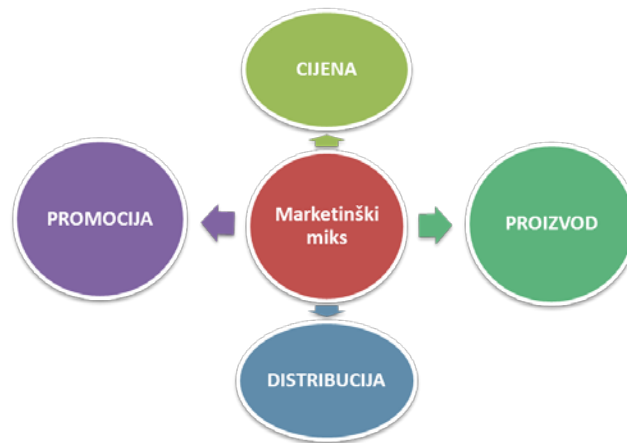 CIJENA
PROMOCIJA
Marketinški
miks
PROIZVOD
DISTRIBUCIJA